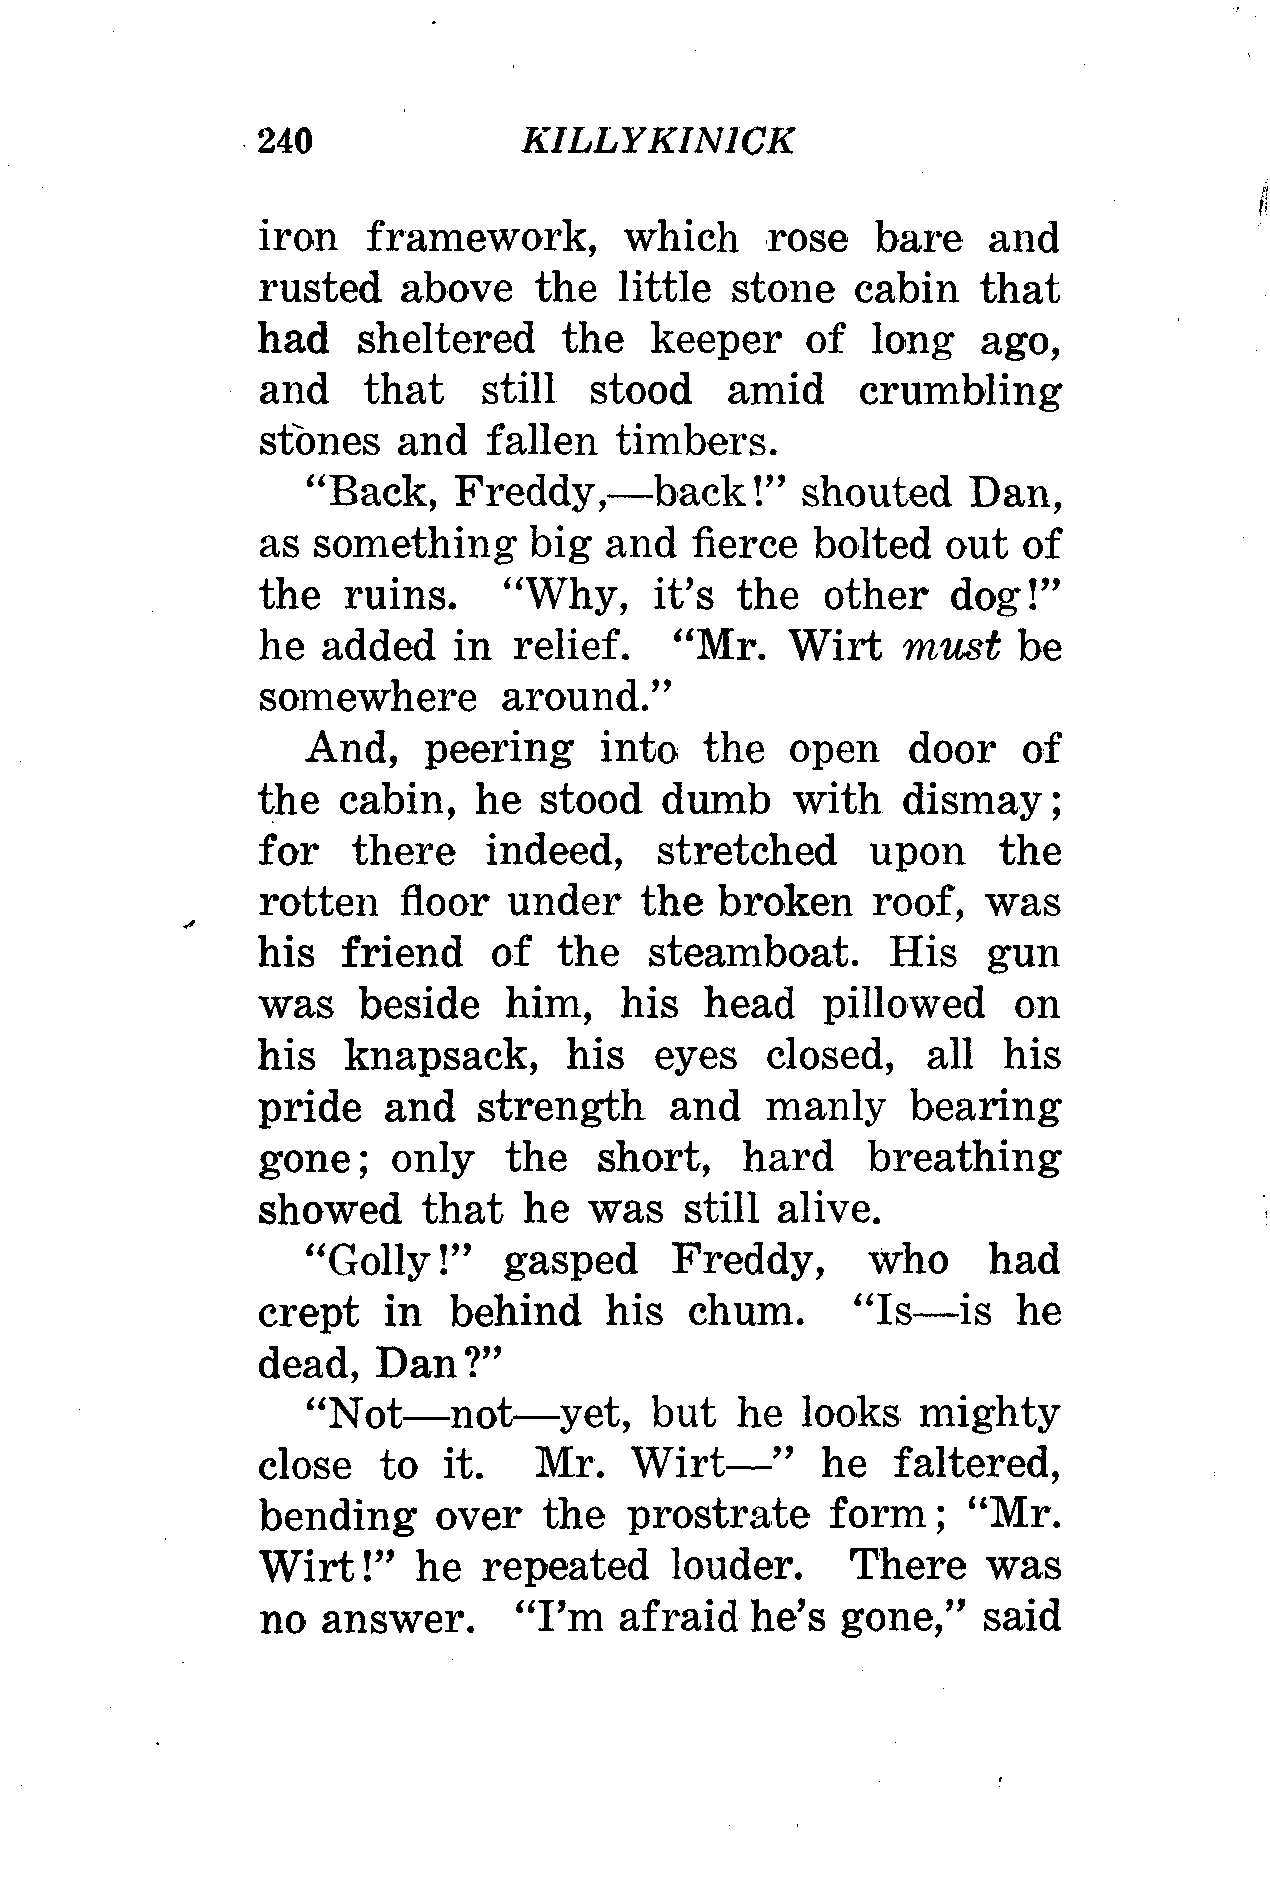 240 KILLYKINICK
iron framework, which rose bare and
rusted above the little stone cabin that
had sheltered the keeper of long ago,
and that still stood amid crumbling
stones and fallen timbers.
"Back, Freddy,—back!" shouted Dan,
as something big and fierce bolted out of
the ruins. "Why, it's the other dog!"
he added in relief. "Mr. Wirt must be
somewhere around."
And, peering into the open door of
the cabin, he stood dumb with dismay;
for there indeed, stretched upon the
rotten floor under the broken roof, was
his friend of the steamboat. His gun
was beside him, his head pillowed on
his knapsack, his eyes closed, all his
pride and strength and manly bearing
gone; only the short, hard breathing
showed that he was still alive.
"Golly!" gasped Freddy, who had
crept in behind his chum. "Is—is he
dead, Dan?"
"Not—not—yet, but he looks mighty
close to it. Mr. Wirt—" he faltered,
bending over the prostrate form; "Mr.
Wirt!" he repeated louder. There was
no answer. "I'm afraid he's gone," said